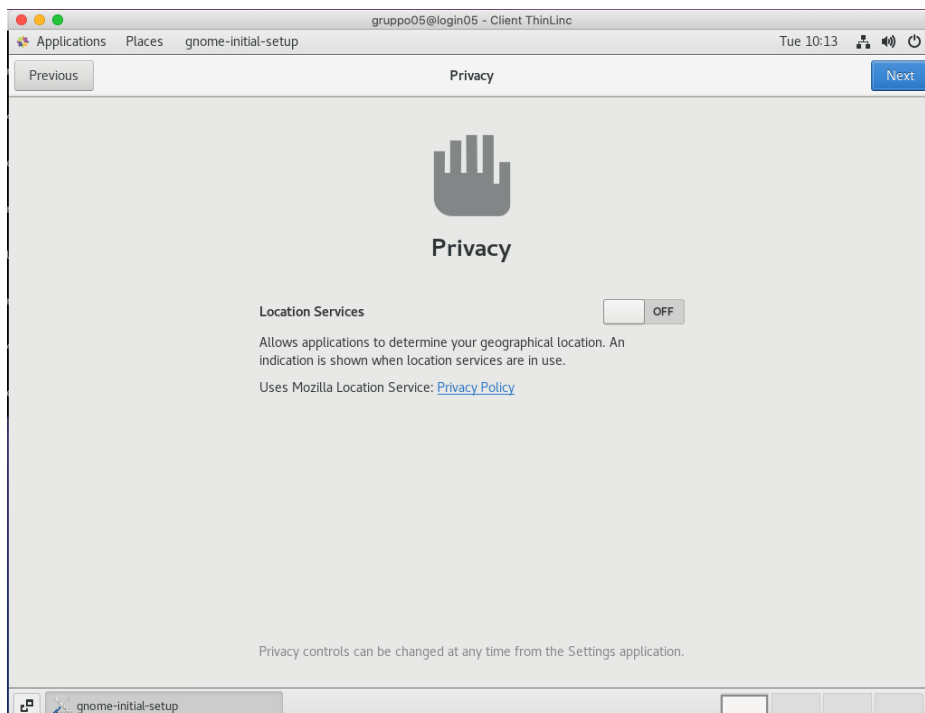 gruppo05@login05 - Client ThinLinc
Applications Places gnome-initial-setup Tue 10:13
Previous Privacy Next
Privacy
Location Services OFF
Allows applications to determine your geographical location. An
indication is shown when location services are in use.
Uses Mozilla Location Service: Privacy Policy
Privacy controls can be changed at any time from the Settings application.
gnome-initial-setup